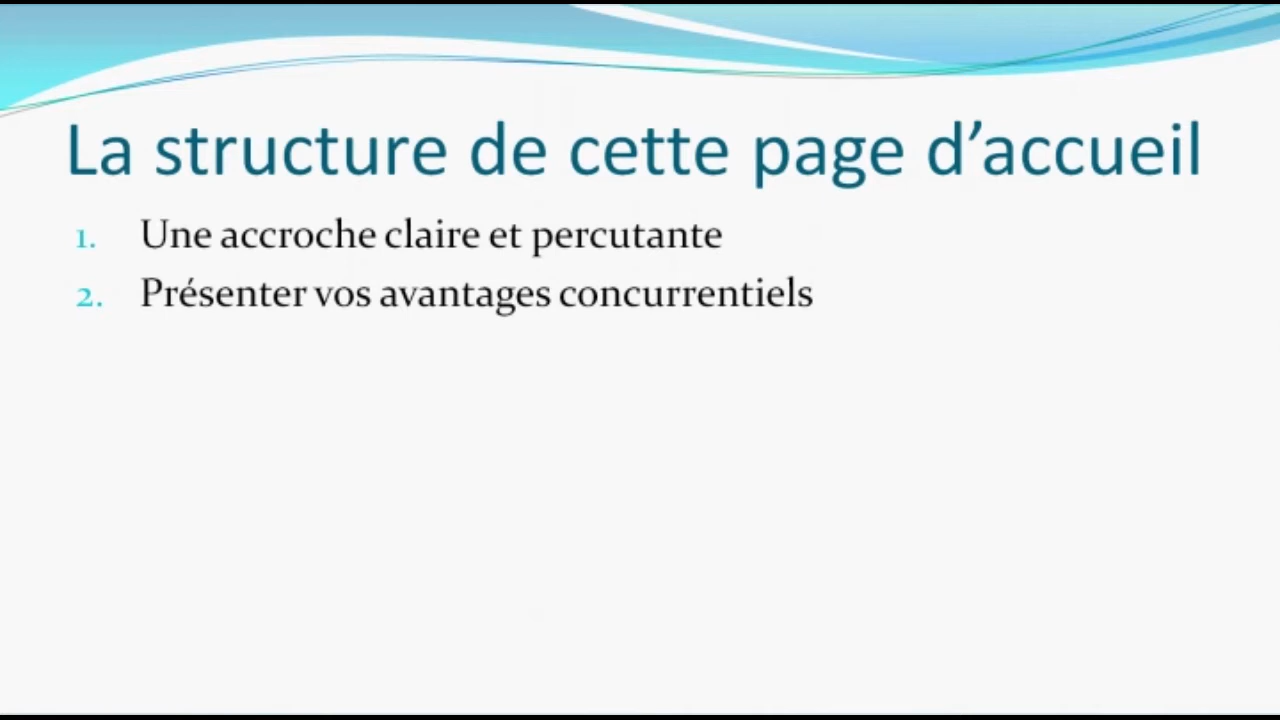 La structure de cette page d’accueil
1. Une accroche claire et percutante
2. Présenter vos avantages concurrentiels